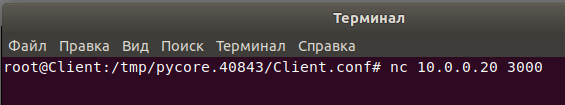 Терминал
Файл Правка Вид Поиск Терминал Справка
root@Client:/tmp/pycore.40843/Client.conf# nc 10.0.0.20 3000